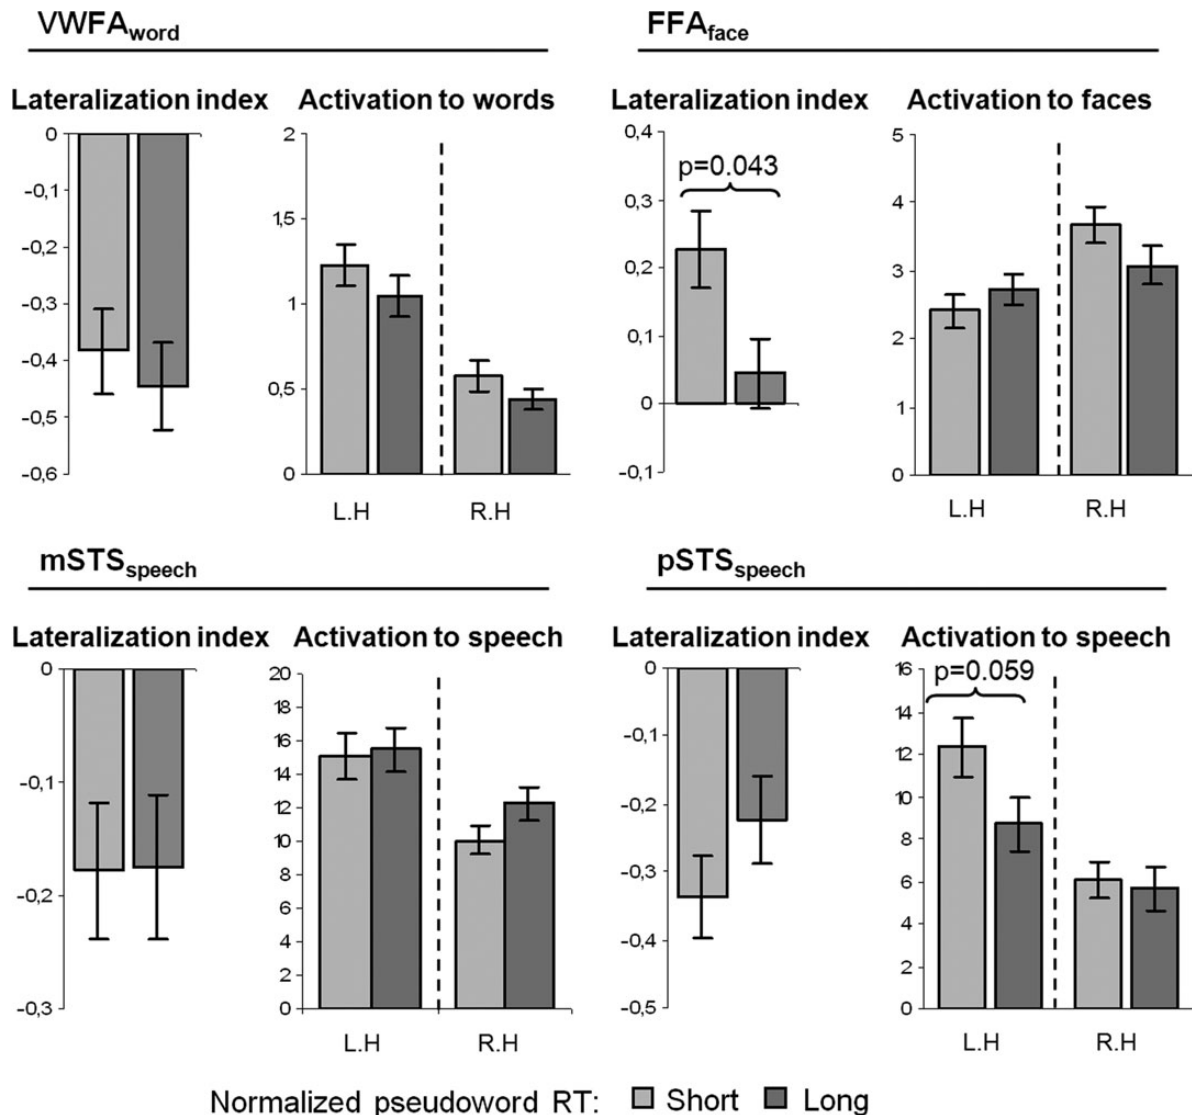 VWFAword
FFAface
Lateralization index
Activation to words
Lateralization index
Activation to faces
0
-0,1
-0,2
-0,3
-0,4
-0,5
-0,6
2
1,5
1
0,5
0
L.H
R.H
0,4
0,3
0,2
0,1
0
-0,1
p=0.043
5
4
3
2
1
0
L.H
R.H
mSTSspeech
pSTSspeech
Lateralization index
Activation to speech
Lateralization index
Activation to speech
0
-0,1
-0,2
-0,3
20
18
16
14
12
10
8
6
4
2
0
L.H
R.H
0
-0,1
-0,2
-0,3
-0,4
-0,5
p=0.059
16
14
12
10
8
6
4
2
0
L.H
R.H
Normalized pseudoword RT: Short Long